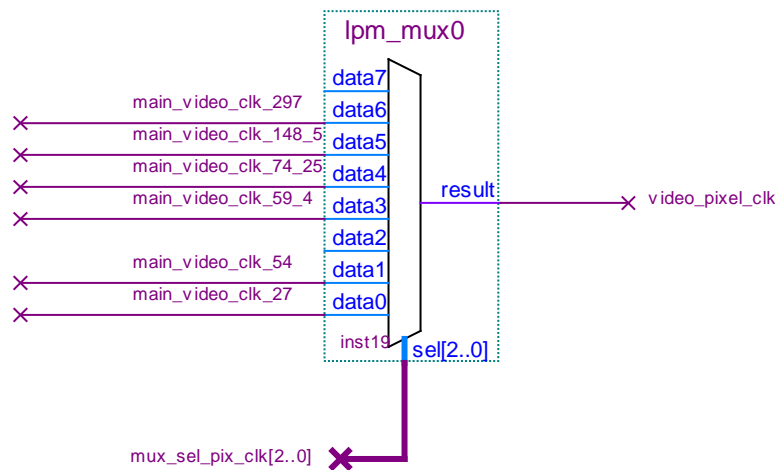 lpm_mux0
data7
main_video_clk_297
data6
main_video_clk_148_5
data5
main_video_clk_74_25
data4
main_video_clk_59_4
data3
result
video_pixel_clk
data2
main_video_clk_54
data1
main_video_clk_27
data0
inst19
sel[2..0]
mux_sel_pix_clk[2..0]